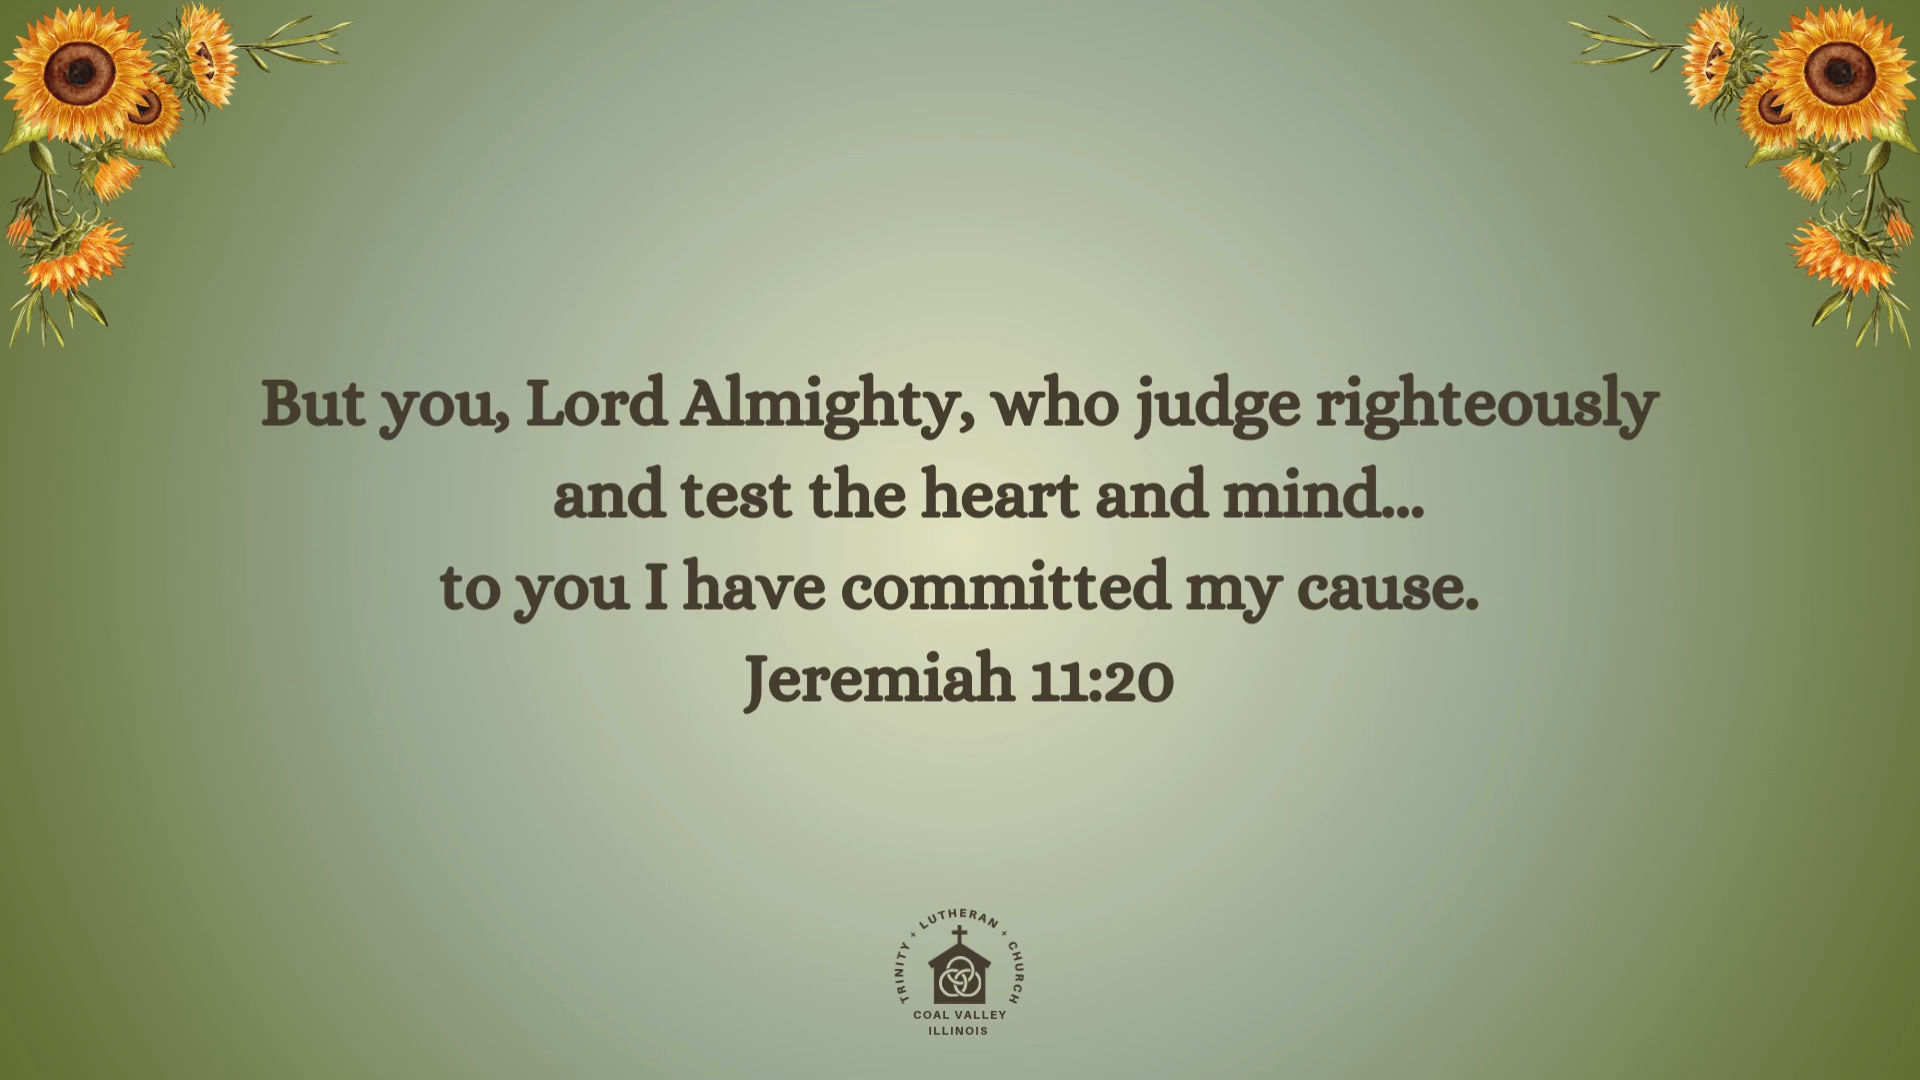 But you, Lord Almighty, who judge righteously
and test the heart and mind...
to you I have committed my cause.
Jeremiah 11:20
TRINITY + LUTHERAN + CHURCH
COAL VALLEY
ILLINOIS